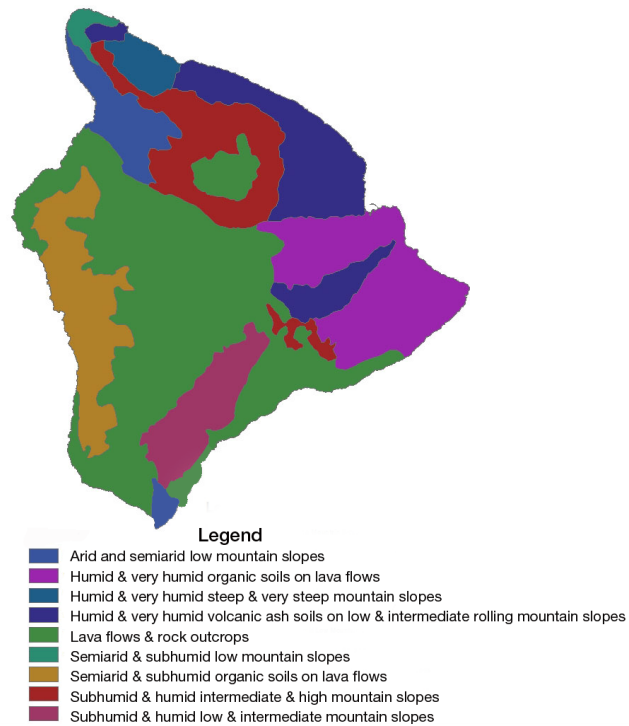 Legend
Arid and semiarid low mountain slopes
Humid & very humid organic soils on lava flows
Humid & very humid steep & very steep mountain slopes
Humid & very humid volcanic ash soils on low & intermediate rolling mountain slopes
Lava flows & rock outcrops
Semiarid & subhumid low mountain slopes
Semiarid & subhumid organic soils on lava flows
Subhumid & humid intermediate & high mountain slopes
Subhumid & humid low & intermediate mountain slopes